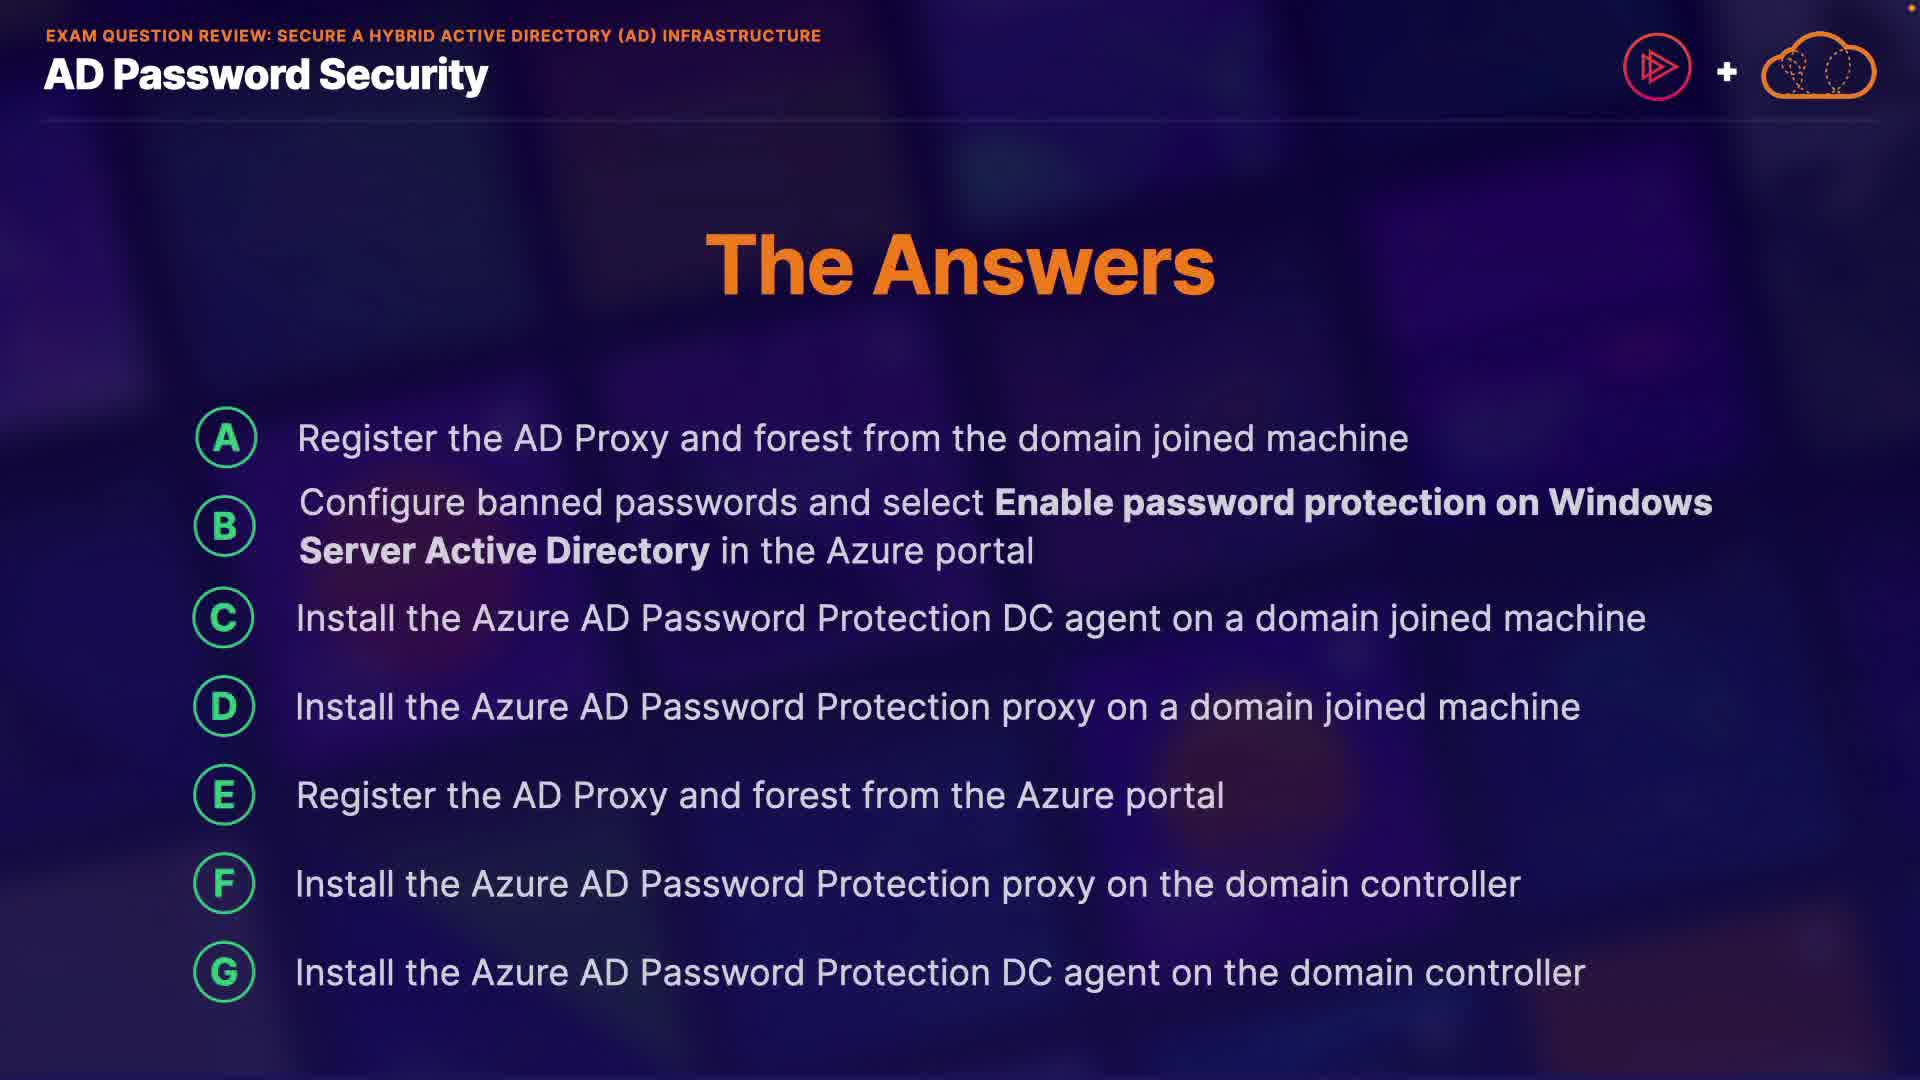 EXAM QUESTION REVIEW: SECURE A HYBRID ACTIVE DIRECTORY (AD) INFRASTRUCTURE
AD Password Security
+
The Answers
A Register the AD Proxy and forest from the domain joined machine
B Configure banned passwords and select Enable password protection on Windows
Server Active Directory in the Azure portal
C Install the Azure AD Password Protection DC agent on a domain joined machine
D Install the Azure AD Password Protection proxy on a domain joined machine
E Register the AD Proxy and forest from the Azure portal
F Install the Azure AD Password Protection proxy on the domain controller
G Install the Azure AD Password Protection DC agent on the domain controller